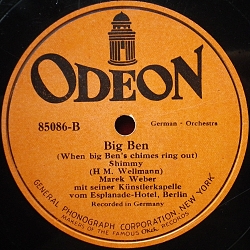 ODEON
85086-B
German - Orchestra
Big Ben
(When big Ben's chimes ring out)
Shimmy
(H M. Wellmann)
Marek Weber
mit seiner Künstlerkapelle
vom Esplanade-Hotel, Berlin
Recorded in Germany
GENERAL PHONOGRAPH CORPORATION, NEW YORK
MAKERS OF THE FAMOUS OKeh RECORDS